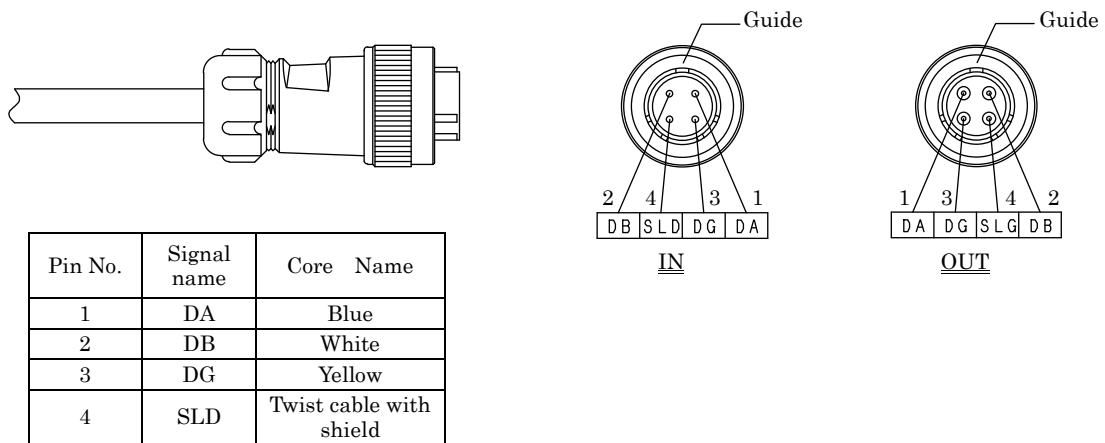 Guide
Guide
2 4 3 1
DB SLD DG DA
IN
1 3 4 2
DA DG SLG DB
OUT
Pin No. Signal name Core Name
1 DA Blue
2 DB White
3 DG Yellow
4 SLD Twist cable with shield